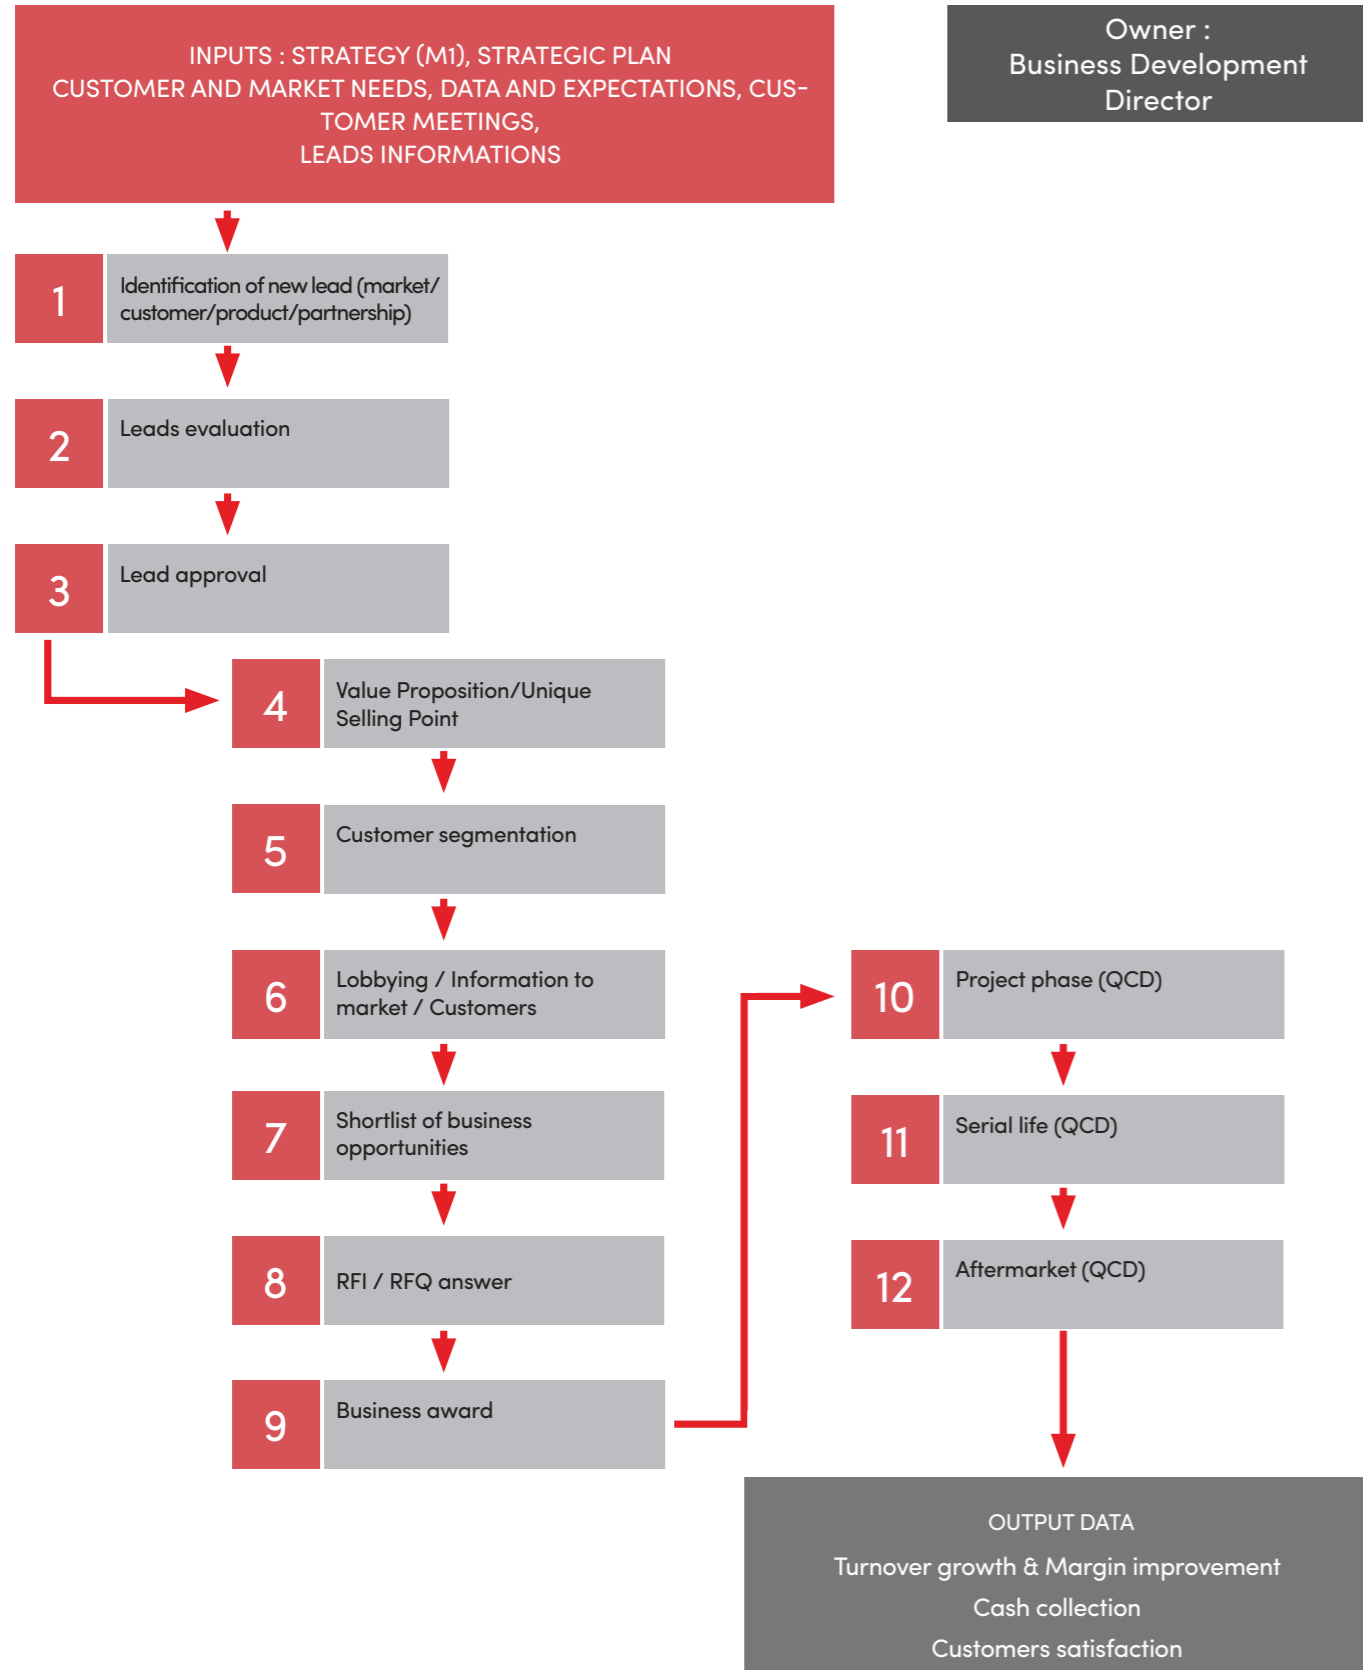 INPUTS : STRATEGY (M1), STRATEGIC PLAN
CUSTOMER AND MARKET NEEDS, DATA AND EXPECTATIONS, CUS-
TOMER MEETINGS,
LEADS INFORMATIONS
Owner :
Business Development
Director
1
Identification of new lead (market/
customer/product/partnership)
2
Leads evaluation
3
Lead approval
4
Value Proposition/Unique
Selling Point
5
Customer segmentation
6
Lobbying / Information to
market / Customers
7
Shortlist of business
opportunities
8
RFI / RFQ answer
9
Business award
10
Project phase (QCD)
11
Serial life (QCD)
12
Aftermarket (QCD)
OUTPUT DATA
Turnover growth & Margin improvement
Cash collection
Customers satisfaction